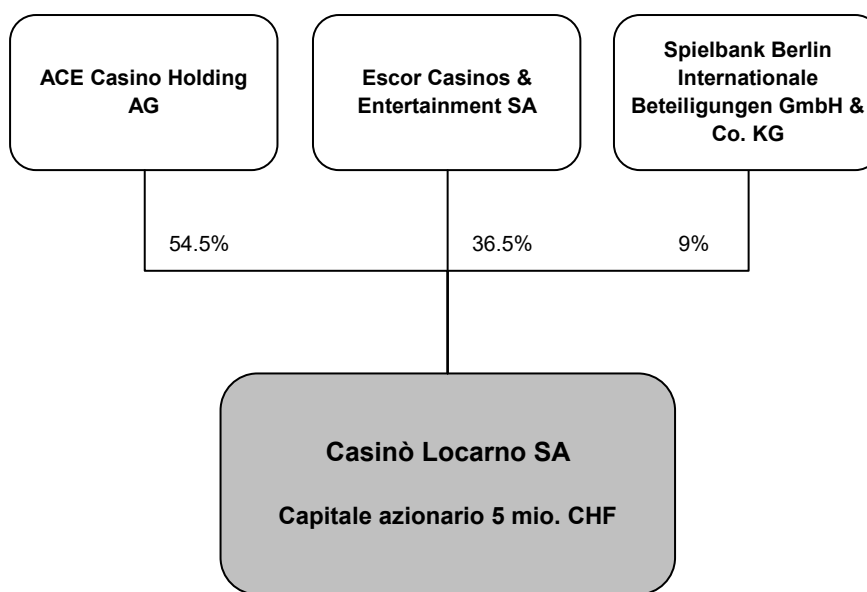 ACE Casino Holding
AG
Escor Casinos &
Entertainment SA
Spielbank Berlin
Internationale
Beteiligungen GmbH &
Co. KG
54.5%
36.5%
9%
Casinò Locarno SA
Capitale azionario 5 mio. CHF